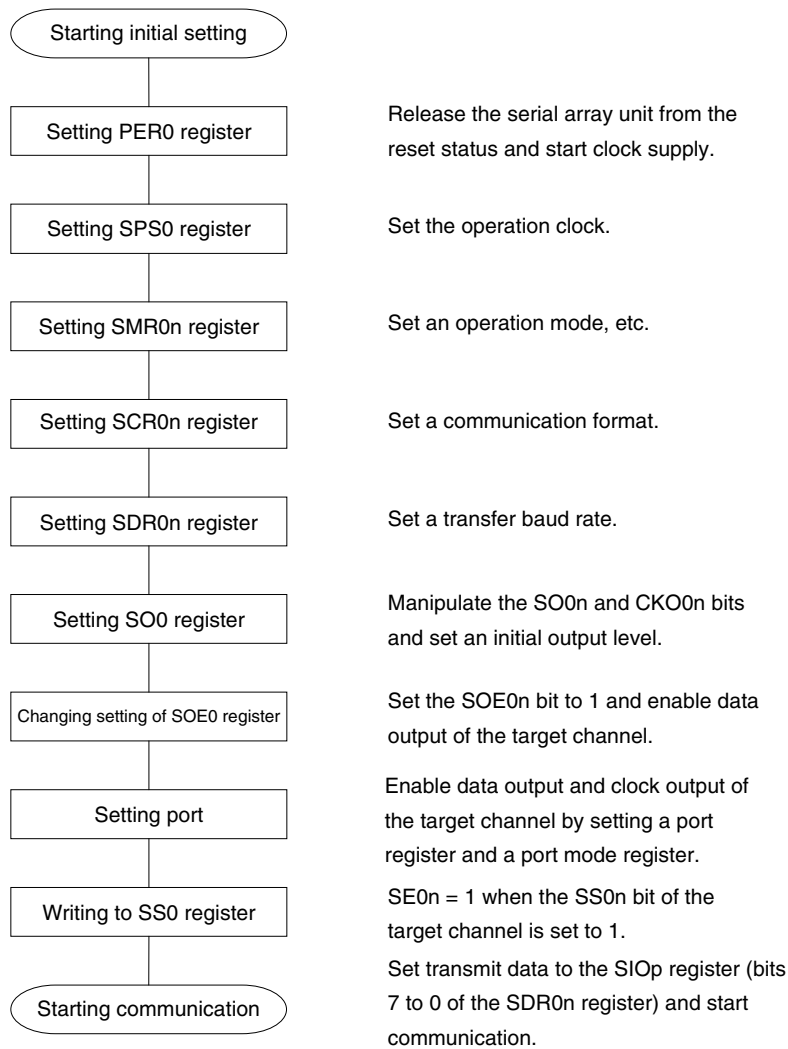 Starting initial setting
Setting PER0 register
Release the serial array unit from the
reset status and start clock supply.
Setting SPS0 register
Set the operation clock.
Setting SMR0n register
Set an operation mode, etc.
Setting SCR0n register
Set a communication format.
Setting SDR0n register
Set a transfer baud rate.
Setting SO0 register
Manipulate the SO0n and CKO0n bits
and set an initial output level.
Changing setting of SOE0 register
Set the SOE0n bit to 1 and enable data
output of the target channel.
Setting port
Enable data output and clock output of
the target channel by setting a port
register and a port mode register.
Writing to SS0 register
SE0n = 1 when the SS0n bit of the
target channel is set to 1.
Starting communication
Set transmit data to the SIOp register (bits
7 to 0 of the SDR0n register) and start
communication.